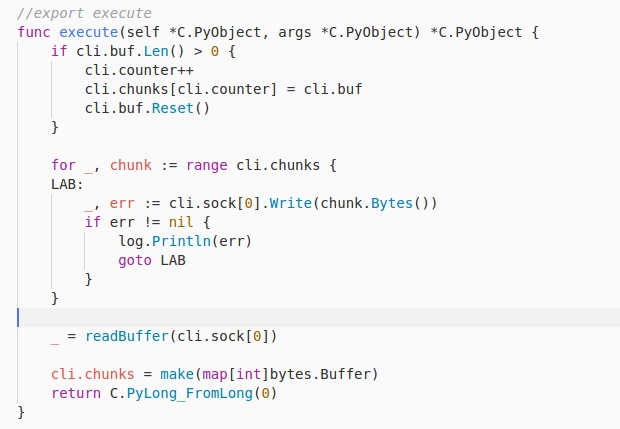 //export execute
func execute(self *C.PyObject, args *C.PyObject) *C.PyObject {
    if cli.buf.Len() > 0 {
        cli.counter++
        cli.chunks[cli.counter] = cli.buf
        cli.buf.Reset()
    }

    for _, chunk := range cli.chunks {
    LAB:
        _, err := cli.sock[0].Write(chunk.Bytes())
        if err != nil {
            log.Println(err)
            goto LAB
        }
    }

    _ = readBuffer(cli.sock[0])

    cli.chunks = make(map[int]bytes.Buffer)
    return C.PyLong_FromLong(0)
}